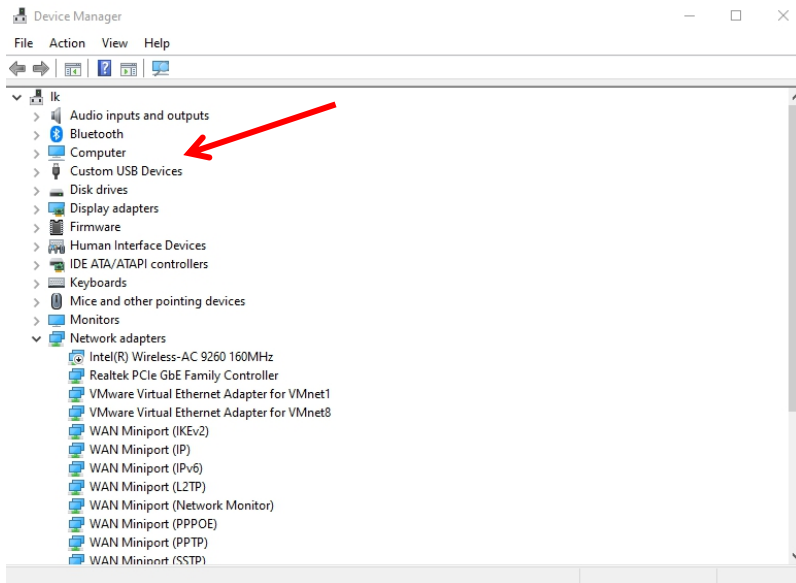 Device Manager
File Action View Help
lk
Audio inputs and outputs
Bluetooth
Computer
Custom USB Devices
Disk drives
Display adapters
Firmware
Human Interface Devices
IDE ATA/ATAPI controllers
Keyboards
Mice and other pointing devices
Monitors
Network adapters
Intel(R) Wireless-AC 9260 160MHz
Realtek PCIe GbE Family Controller
VMware Virtual Ethernet Adapter for VMnet1
VMware Virtual Ethernet Adapter for VMnet8
WAN Miniport (IKEv2)
WAN Miniport (IP)
WAN Miniport (IPv6)
WAN Miniport (L2TP)
WAN Miniport (Network Monitor)
WAN Miniport (PPPOE)
WAN Miniport (PPTP)
WAN Miniport (SSTP)